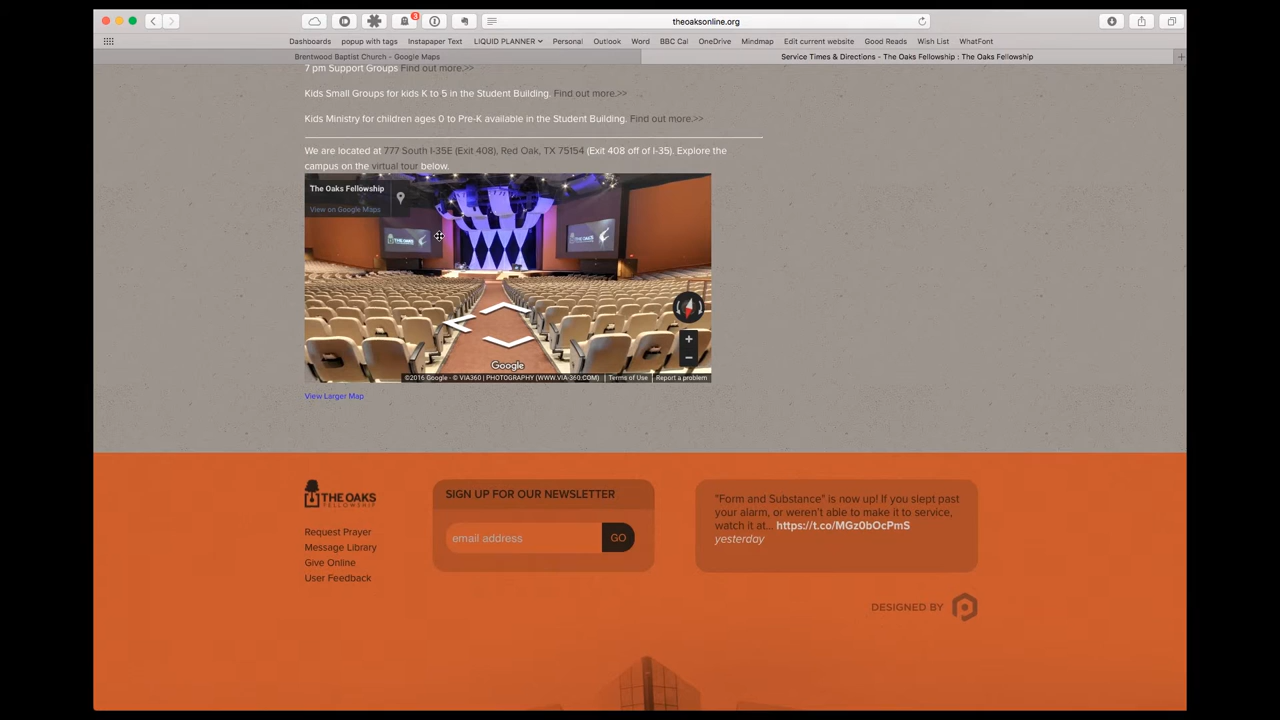 3
theoaksonline.org
Dashboards popup with tags Instapaper Text LIQUID PLANNER Personal Outlook Word BBC Cal OneDrive Mindmap Edit current website Good Reads Wish List WhatFont
Brentwood Baptist Church - Google Maps
Service Times & Directions - The Oaks Fellowship : The Oaks Fellowship
7 pm Support Groups Find out more.>>
Kids Small Groups for kids K to 5 in the Student Building. Find out more.>>
Kids Ministry for children ages 0 to Pre-K available in the Student Building. Find out more.>>
We are located at 777 South I-35E (Exit 408), Red Oak, TX 75154 (Exit 408 off of I-35). Explore the
campus on the virtual tour below.
The Oaks Fellowship
View on Google Maps
THE OAKS
Google
©2016 Google - © VIA360 | PHOTOGRAPHY (WWW.VIA-360.COM) Terms of Use Report a problem
View Larger Map
THE OAKS
FELLOWSHIP
Request Prayer
Message Library
Give Online
User Feedback
SIGN UP FOR OUR NEWSLETTER
email address GO
"Form and Substance" is now up! If you slept past
your alarm, or weren't able to make it to service,
watch it at... https://t.co/MGz0bOcPmS
yesterday
DESIGNED BY